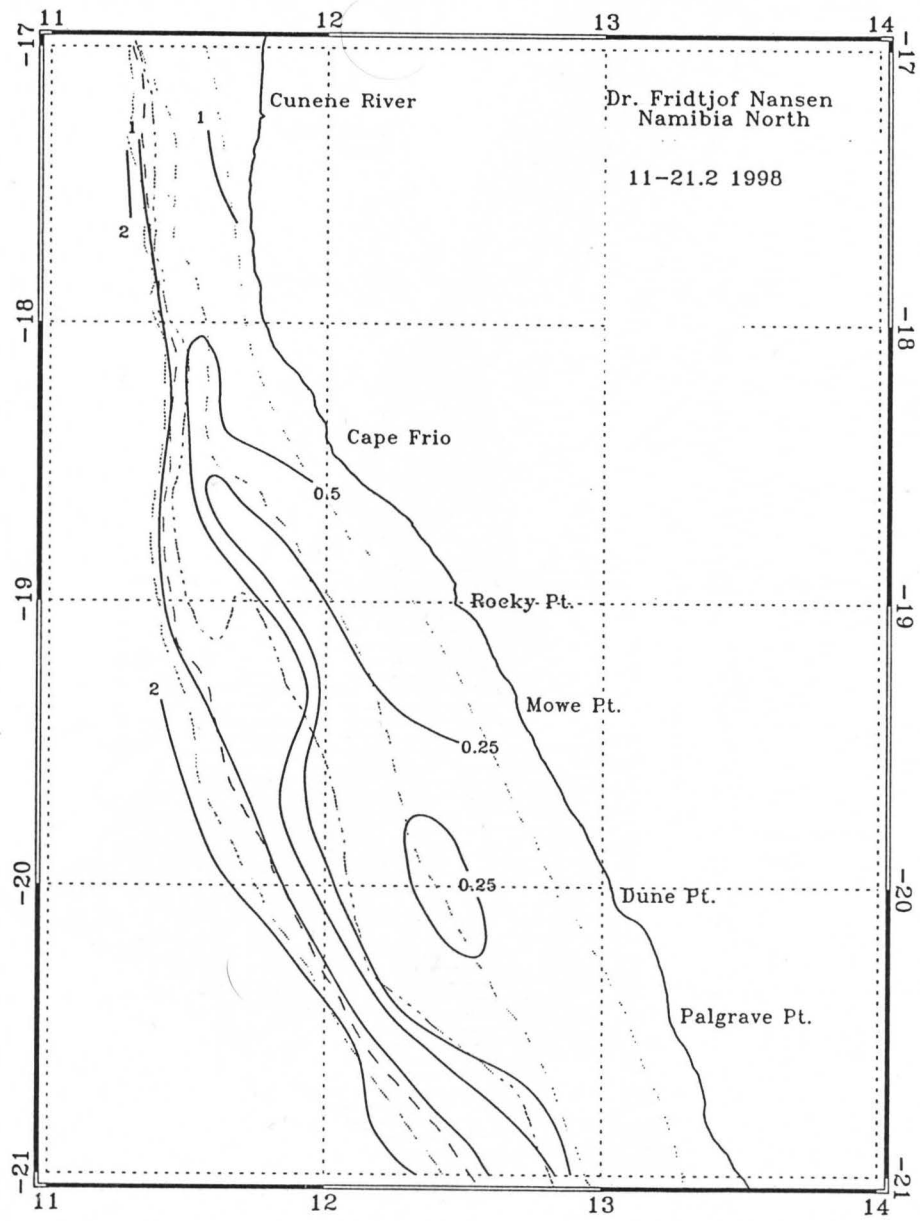 11 12 13 14
-17 -17
Cunene River
Dr. Fridtjof Nansen
Namibia North
1 1
11-21.2 1998
2
-18 -18
Cape Frio
0.5
-19 -19
Rocky Pt.
2
Mowe Pt.
0.25
0.25
-20 -20
Dune Pt.
Palgrave Pt.
-21 -21
11 12 13 14